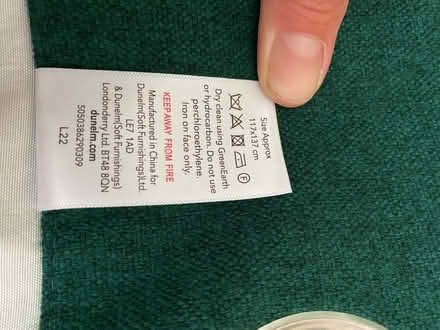 Size Approx
117x137 cm
F
Dry clean using GreenEarth
or hydrocarbon. Do not use
perchloroethylene.
Iron on face only.
KEEP AWAY FROM FIRE
Manufactured in China for
Dunelm(Soft Furnishings)Ltd.
LE7 1AD
& Dunelm(Soft Furnishings)
Londonderry Ltd. BT48 8QN
dunelm.com
5050386290309
L22